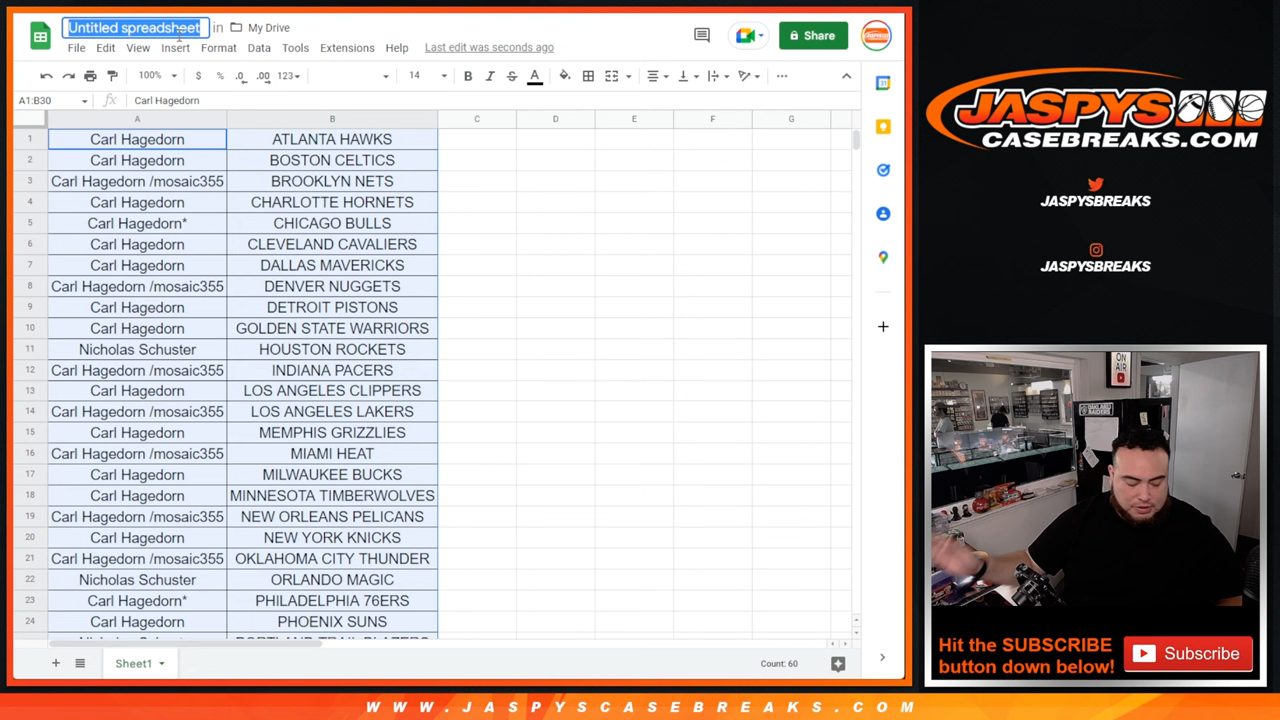 Untitled spreadsheet in My Drive
File Edit View Insert Format Data Tools Extensions Help Last edit was seconds ago
Share
100% $ % .0 .00 123 14 B I S A
A1:B30 fx Carl Hagedorn
A B C D E F G
1 Carl Hagedorn ATLANTA HAWKS
2 Carl Hagedorn BOSTON CELTICS
3 Carl Hagedorn /mosaic355 BROOKLYN NETS
4 Carl Hagedorn CHARLOTTE HORNETS
5 Carl Hagedorn* CHICAGO BULLS
6 Carl Hagedorn CLEVELAND CAVALIERS
7 Carl Hagedorn DALLAS MAVERICKS
8 Carl Hagedorn /mosaic355 DENVER NUGGETS
9 Carl Hagedorn DETROIT PISTONS
10 Carl Hagedorn GOLDEN STATE WARRIORS
11 Nicholas Schuster HOUSTON ROCKETS
12 Carl Hagedorn /mosaic355 INDIANA PACERS
13 Carl Hagedorn LOS ANGELES CLIPPERS
14 Carl Hagedorn /mosaic355 LOS ANGELES LAKERS
15 Carl Hagedorn MEMPHIS GRIZZLIES
16 Carl Hagedorn /mosaic355 MIAMI HEAT
17 Carl Hagedorn MILWAUKEE BUCKS
18 Carl Hagedorn MINNESOTA TIMBERWOLVES
19 Carl Hagedorn /mosaic355 NEW ORLEANS PELICANS
20 Carl Hagedorn NEW YORK KNICKS
21 Carl Hagedorn /mosaic355 OKLAHOMA CITY THUNDER
22 Nicholas Schuster ORLANDO MAGIC
23 Carl Hagedorn* PHILADELPHIA 76ERS
24 Carl Hagedorn PHOENIX SUNS
Sheet1
Count: 60
JASPYS
CASEBREAKS.COM
JASPYSBREAKS
JASPYSBREAKS
ON
AIR
OAKLAND
RAIDERS
Hit the SUBSCRIBE
button down below!
Subscribe
WWW.JASPYSCASEBREAKS.COM